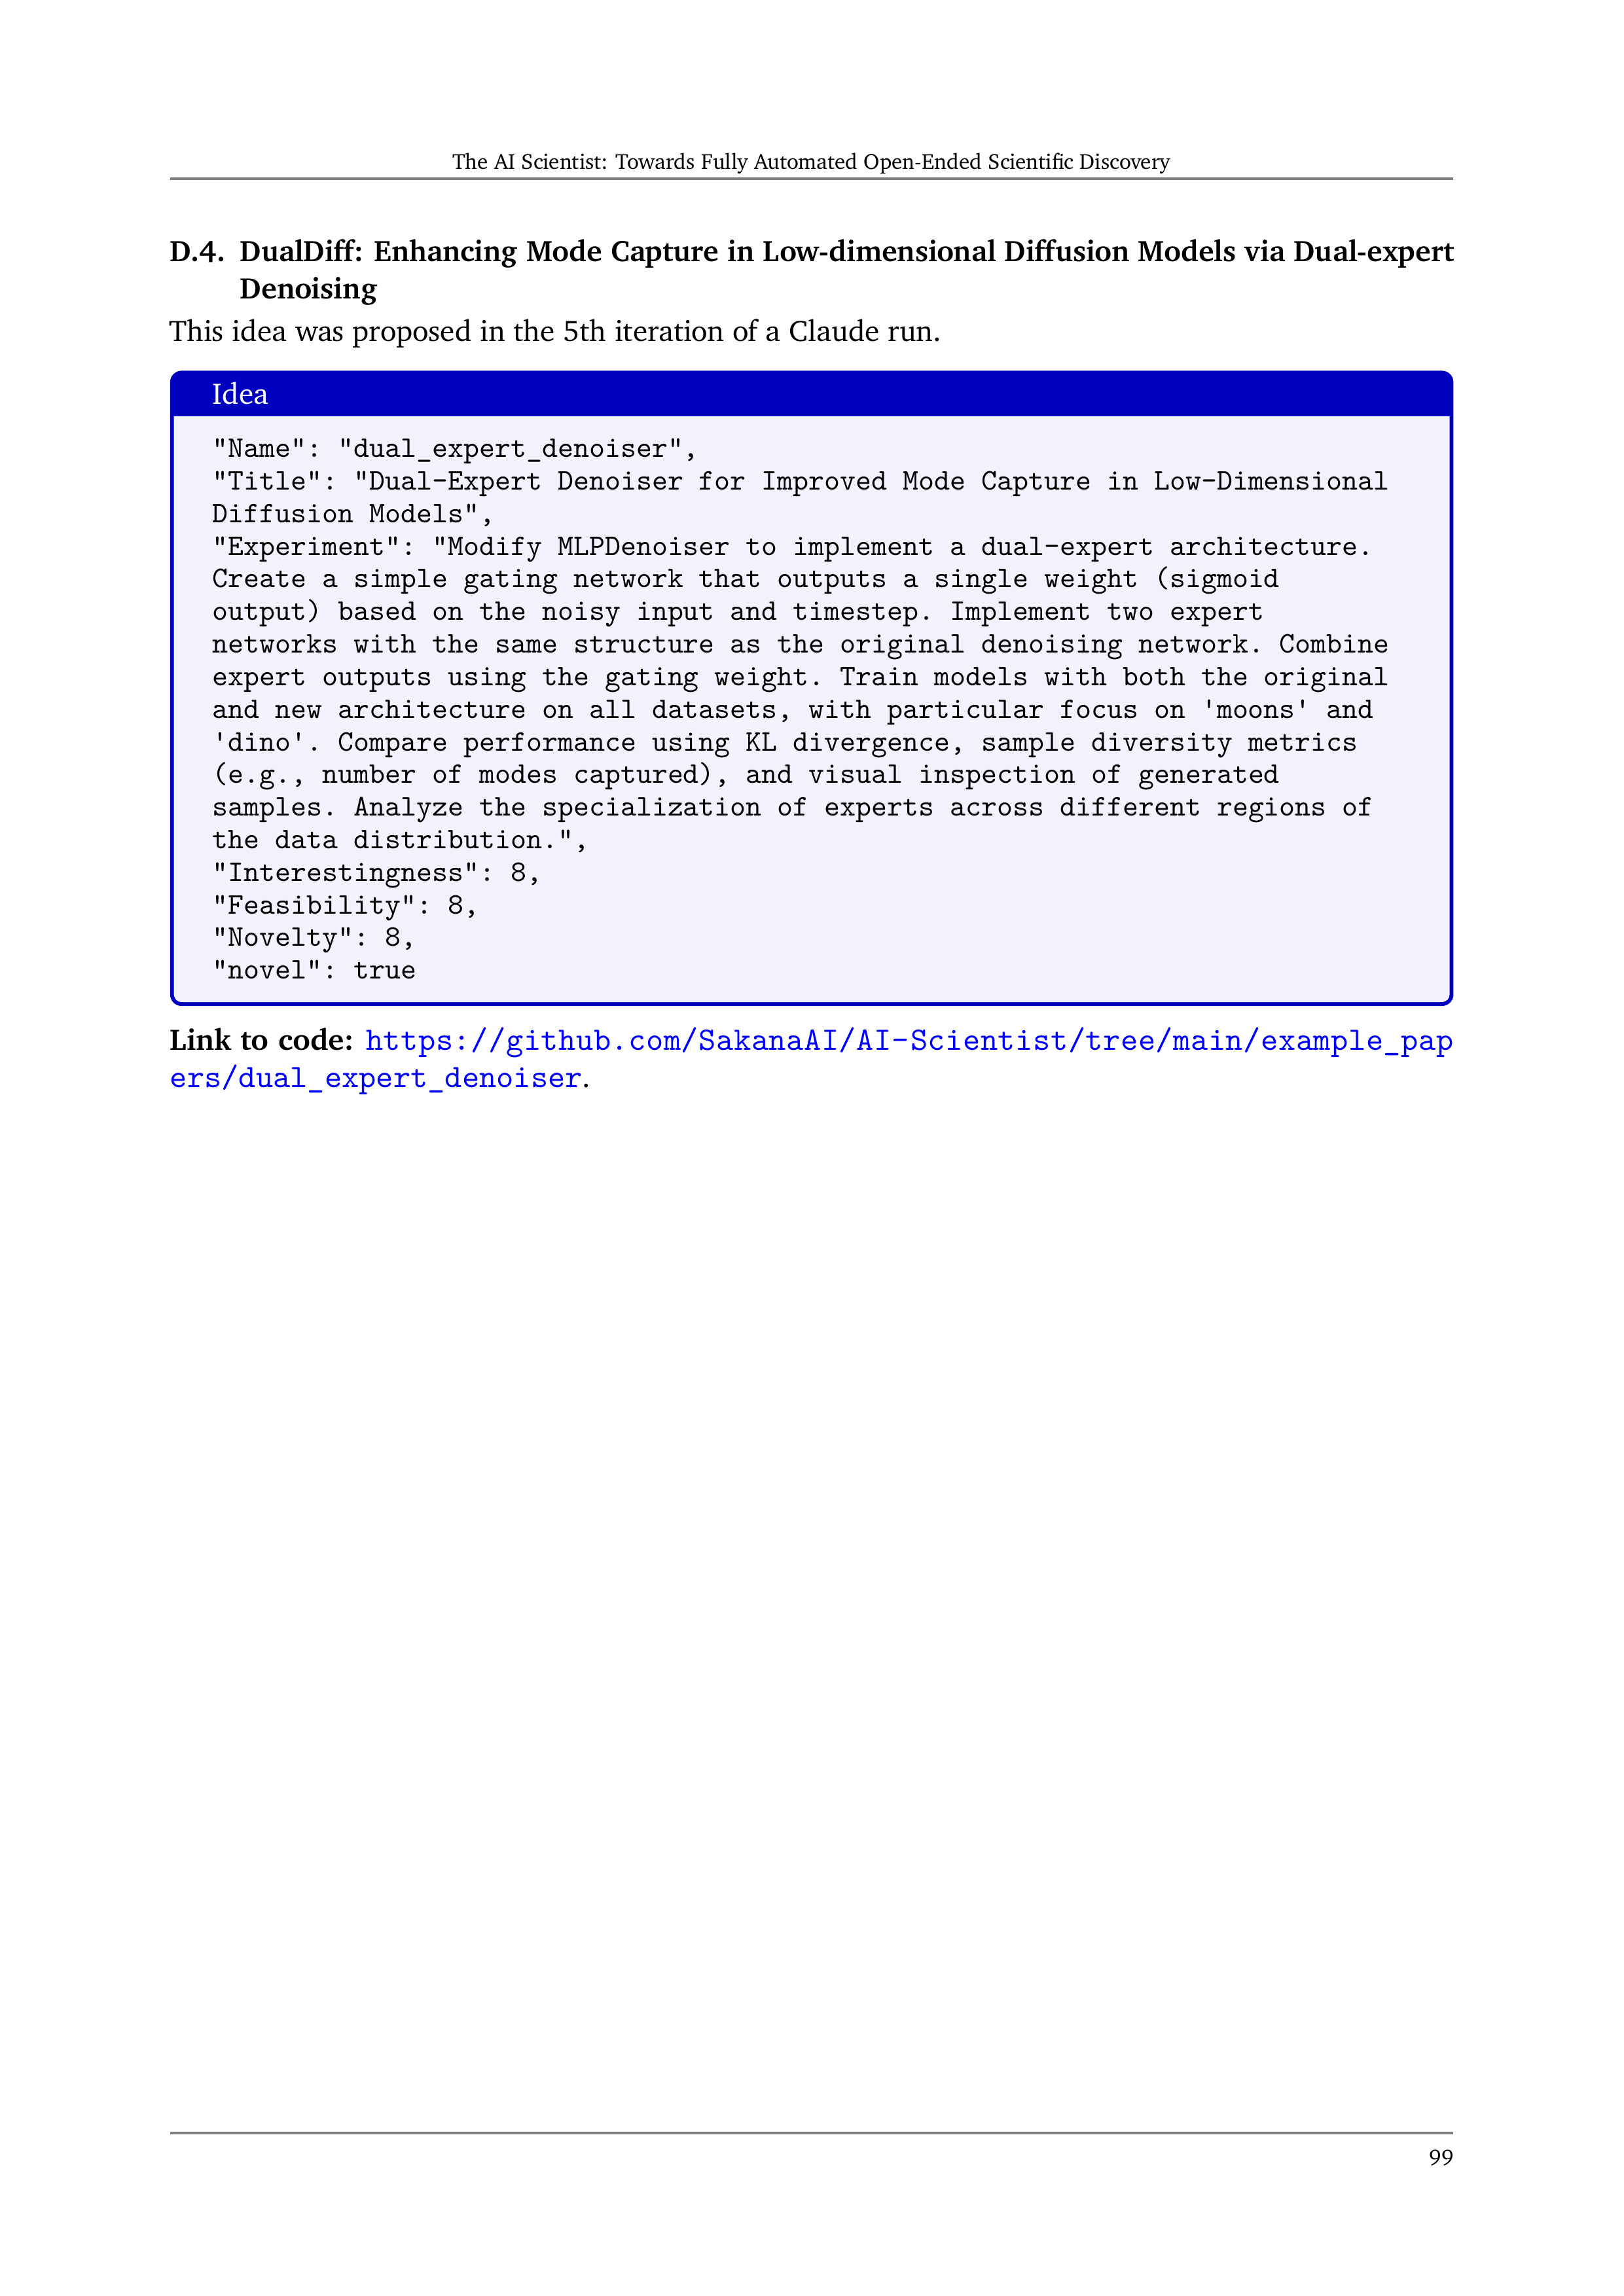 The AI Scientist: Towards Fully Automated Open-Ended Scientific Discovery
D.4. DualDiff: Enhancing Mode Capture in Low-dimensional Diffusion Models via Dual-expert
Denoising
This idea was proposed in the 5th iteration of a Claude run.
Idea
"Name": "dual_expert_denoiser",
"Title": "Dual-Expert Denoiser for Improved Mode Capture in Low-Dimensional
Diffusion Models",
"Experiment": "Modify MLPDenoiser to implement a dual-expert architecture.
Create a simple gating network that outputs a single weight (sigmoid
output) based on the noisy input and timestep. Implement two expert
networks with the same structure as the original denoising network. Combine
expert outputs using the gating weight. Train models with both the original
and new architecture on all datasets, with particular focus on 'moons' and
'dino'. Compare performance using KL divergence, sample diversity metrics
(e.g., number of modes captured), and visual inspection of generated
samples. Analyze the specialization of experts across different regions of
the data distribution.",
"Interestingness": 8,
"Feasibility": 8,
"Novelty": 8,
"novel": true
Link to code: https://github.com/SakanaAI/AI-Scientist/tree/main/example_pap
ers/dual_expert_denoiser.
99